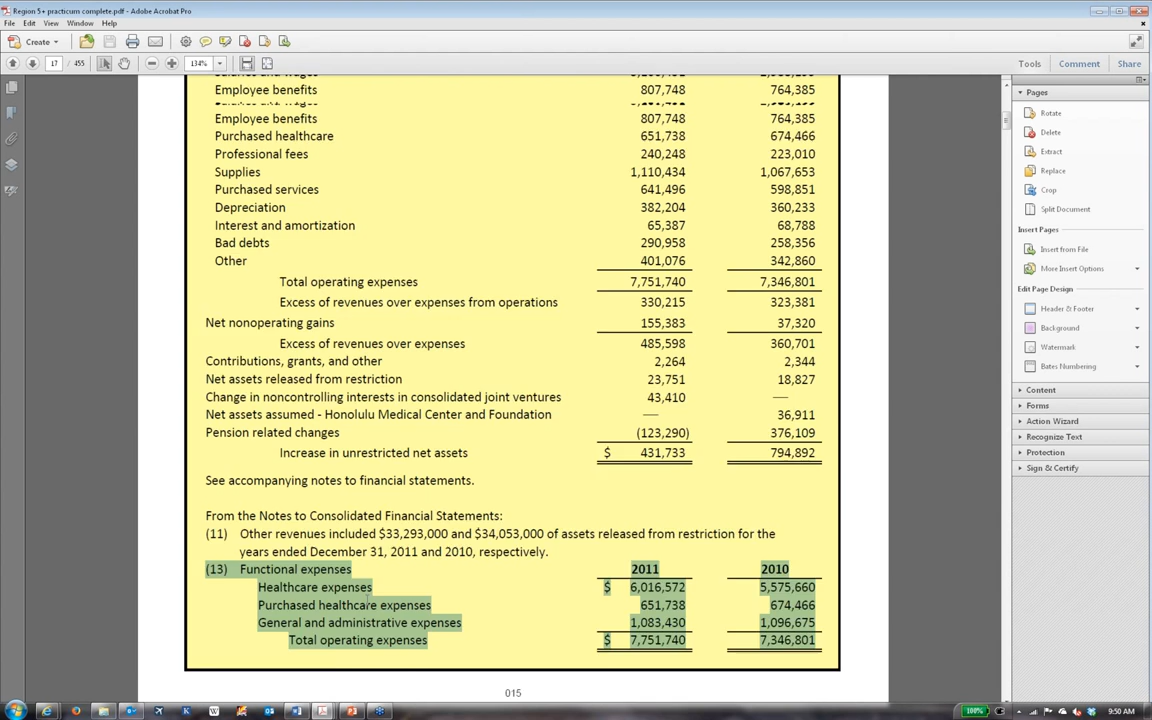 Region 5+ practicum complete.pdf - Adobe Acrobat Pro
File Edit View Window Help
Create
17 / 455 134% Tools Comment Share
Employee benefits 807,748 764,385
Employee benefits 807,748 764,385
Purchased healthcare 651,738 674,466
Professional fees 240,248 223,010
Supplies 1,110,434 1,067,653
Purchased services 641,496 598,851
Depreciation 382,204 360,233
Interest and amortization 65,387 68,788
Bad debts 290,958 258,356
Other 401,076 342,860
Total operating expenses 7,751,740 7,346,801
Excess of revenues over expenses from operations 330,215 323,381
Net nonoperating gains 155,383 37,320
Excess of revenues over expenses 485,598 360,701
Contributions, grants, and other 2,264 2,344
Net assets released from restriction 23,751 18,827
Change in noncontrolling interests in consolidated joint ventures 43,410 —
Net assets assumed - Honolulu Medical Center and Foundation — 36,911
Pension related changes (123,290) 376,109
Increase in unrestricted net assets $ 431,733 794,892
See accompanying notes to financial statements.
From the Notes to Consolidated Financial Statements:
(11) Other revenues included $33,293,000 and $34,053,000 of assets released from restriction for the
years ended December 31, 2011 and 2010, respectively.
(13) Functional expenses 2011 2010
Healthcare expenses $ 6,016,572 5,575,660
Purchased healthcare expenses 651,738 674,466
General and administrative expenses 1,083,430 1,096,675
Total operating expenses $ 7,751,740 7,346,801
015
Pages
Rotate
Delete
Extract
Replace
Crop
Split Document
Insert Pages
Insert from File
More Insert Options
Edit Page Design
Header & Footer
Background
Watermark
Bates Numbering
Content
Forms
Action Wizard
Recognize Text
Protection
Sign & Certify
100% 9:50 AM